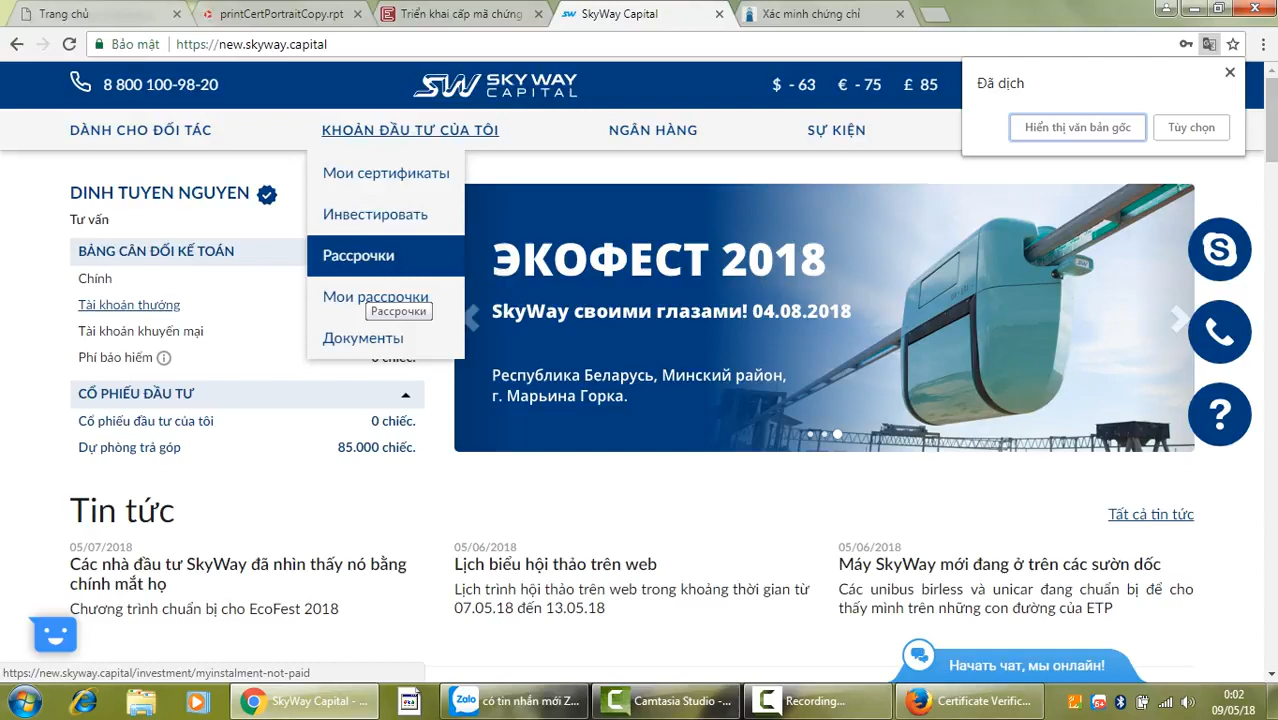 Trang chủ
printCertPortraitCopy.rpt
Triển khai cấp mã chứng
SkyWay Capital
Xác minh chứng chỉ
Bảo mật
https://new.skyway.capital
8 800 100-98-20
SW SKY WAY
CAPITAL
$ - 63 € - 75 £ 85
Đã dịch
Hiển thị văn bản gốc
Tùy chọn
DÀNH CHO ĐỐI TÁC
KHOẢN ĐẦU TƯ CỦA TÔI
NGÂN HÀNG
SỰ KIỆN
Мои сертификаты
Инвестировать
Рассрочки
Мои рассрочки
Рассрочки
Документы
DINH TUYEN NGUYEN
Tư vấn
BẢNG CÂN ĐỐI KẾ TOÁN
Chính
Tài khoản thưởng
Tài khoản khuyến mại
Phí bảo hiểm
0 chiếc.
CỔ PHIẾU ĐẦU TƯ
Cổ phiếu đầu tư của tôi 0 chiếc.
Dự phòng trả góp 85.000 chiếc.
ЭКОФЕСТ 2018
SkyWay своими глазами! 04.08.2018
Республика Беларусь, Минский район,
г. Марьина Горка.
Tin tức
Tất cả tin tức
05/07/2018
Các nhà đầu tư SkyWay đã nhìn thấy nó bằng
chính mắt họ
Chương trình chuẩn bị cho EcoFest 2018
05/06/2018
Lịch biểu hội thảo trên web
Lịch trình hội thảo trên web trong khoảng thời gian từ
07.05.18 đến 13.05.18
05/06/2018
Máy SkyWay mới đang ở trên các sườn dốc
Các unibus birless và unicar đang chuẩn bị để cho
thấy mình trên những con đường của ETP
Начать чат, мы онлайн!
https://new.skyway.capital/investment/myinstalment-not-paid
SkyWay Capital - ...
có tin nhắn mới Z...
Camtasia Studio - ...
Recording...
Certificate Verific...
0:02
09/05/18